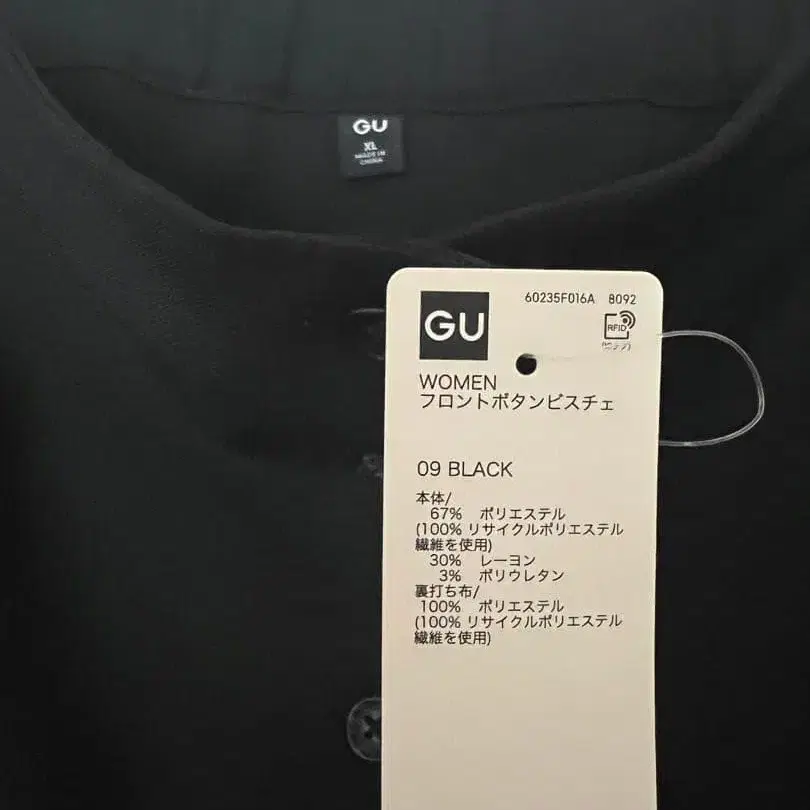 GU
XL
MADE IN
CHINA
60235F016A 8092
GU
RFID
WOMEN
フロントボタンビスチェ
09 BLACK
本体/
67% ポリエステル
(100% リサイクルポリエステル
繊維を使用)
30% レーヨン
3% ポリウレタン
裏打ち布/
100% ポリエステル
(100% リサイクルポリエステル
繊維を使用)